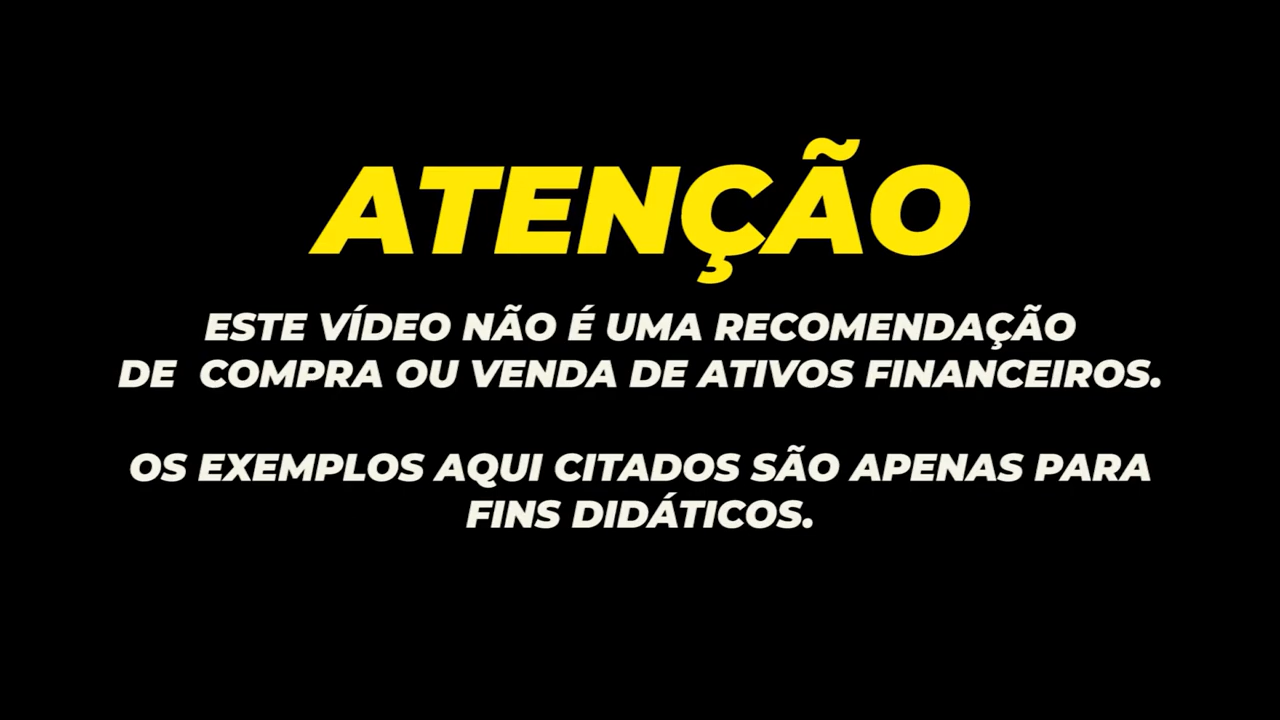 ATENÇÃO
ESTE VÍDEO NÃO É UMA RECOMENDAÇÃO
DE COMPRA OU VENDA DE ATIVOS FINANCEIROS.
OS EXEMPLOS AQUI CITADOS SÃO APENAS PARA
FINS DIDÁTICOS.